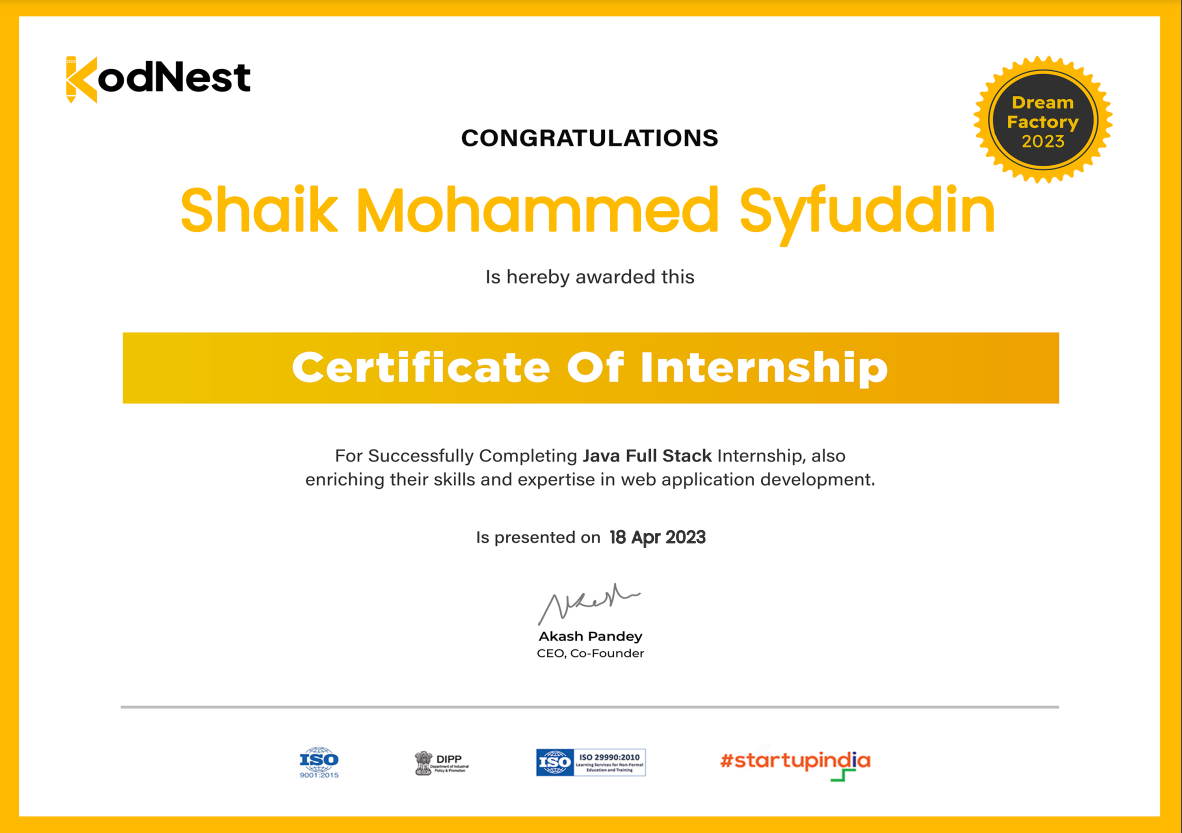 KodNest
Dream
Factory
2023
CONGRATULATIONS
Shaik Mohammed Syfuddin
Is hereby awarded this
Certificate Of Internship
For Successfully Completing Java Full Stack Internship, also
enriching their skills and expertise in web application development.
Is presented on 18 Apr 2023
Akash Pandey
CEO, Co-Founder
ISO
9001:2015
DIPP
Department of Industrial
Policy & Promotion
ISO
ISO 29990:2010
Learning Services for Non-Formal
Education and Training
#startupindia